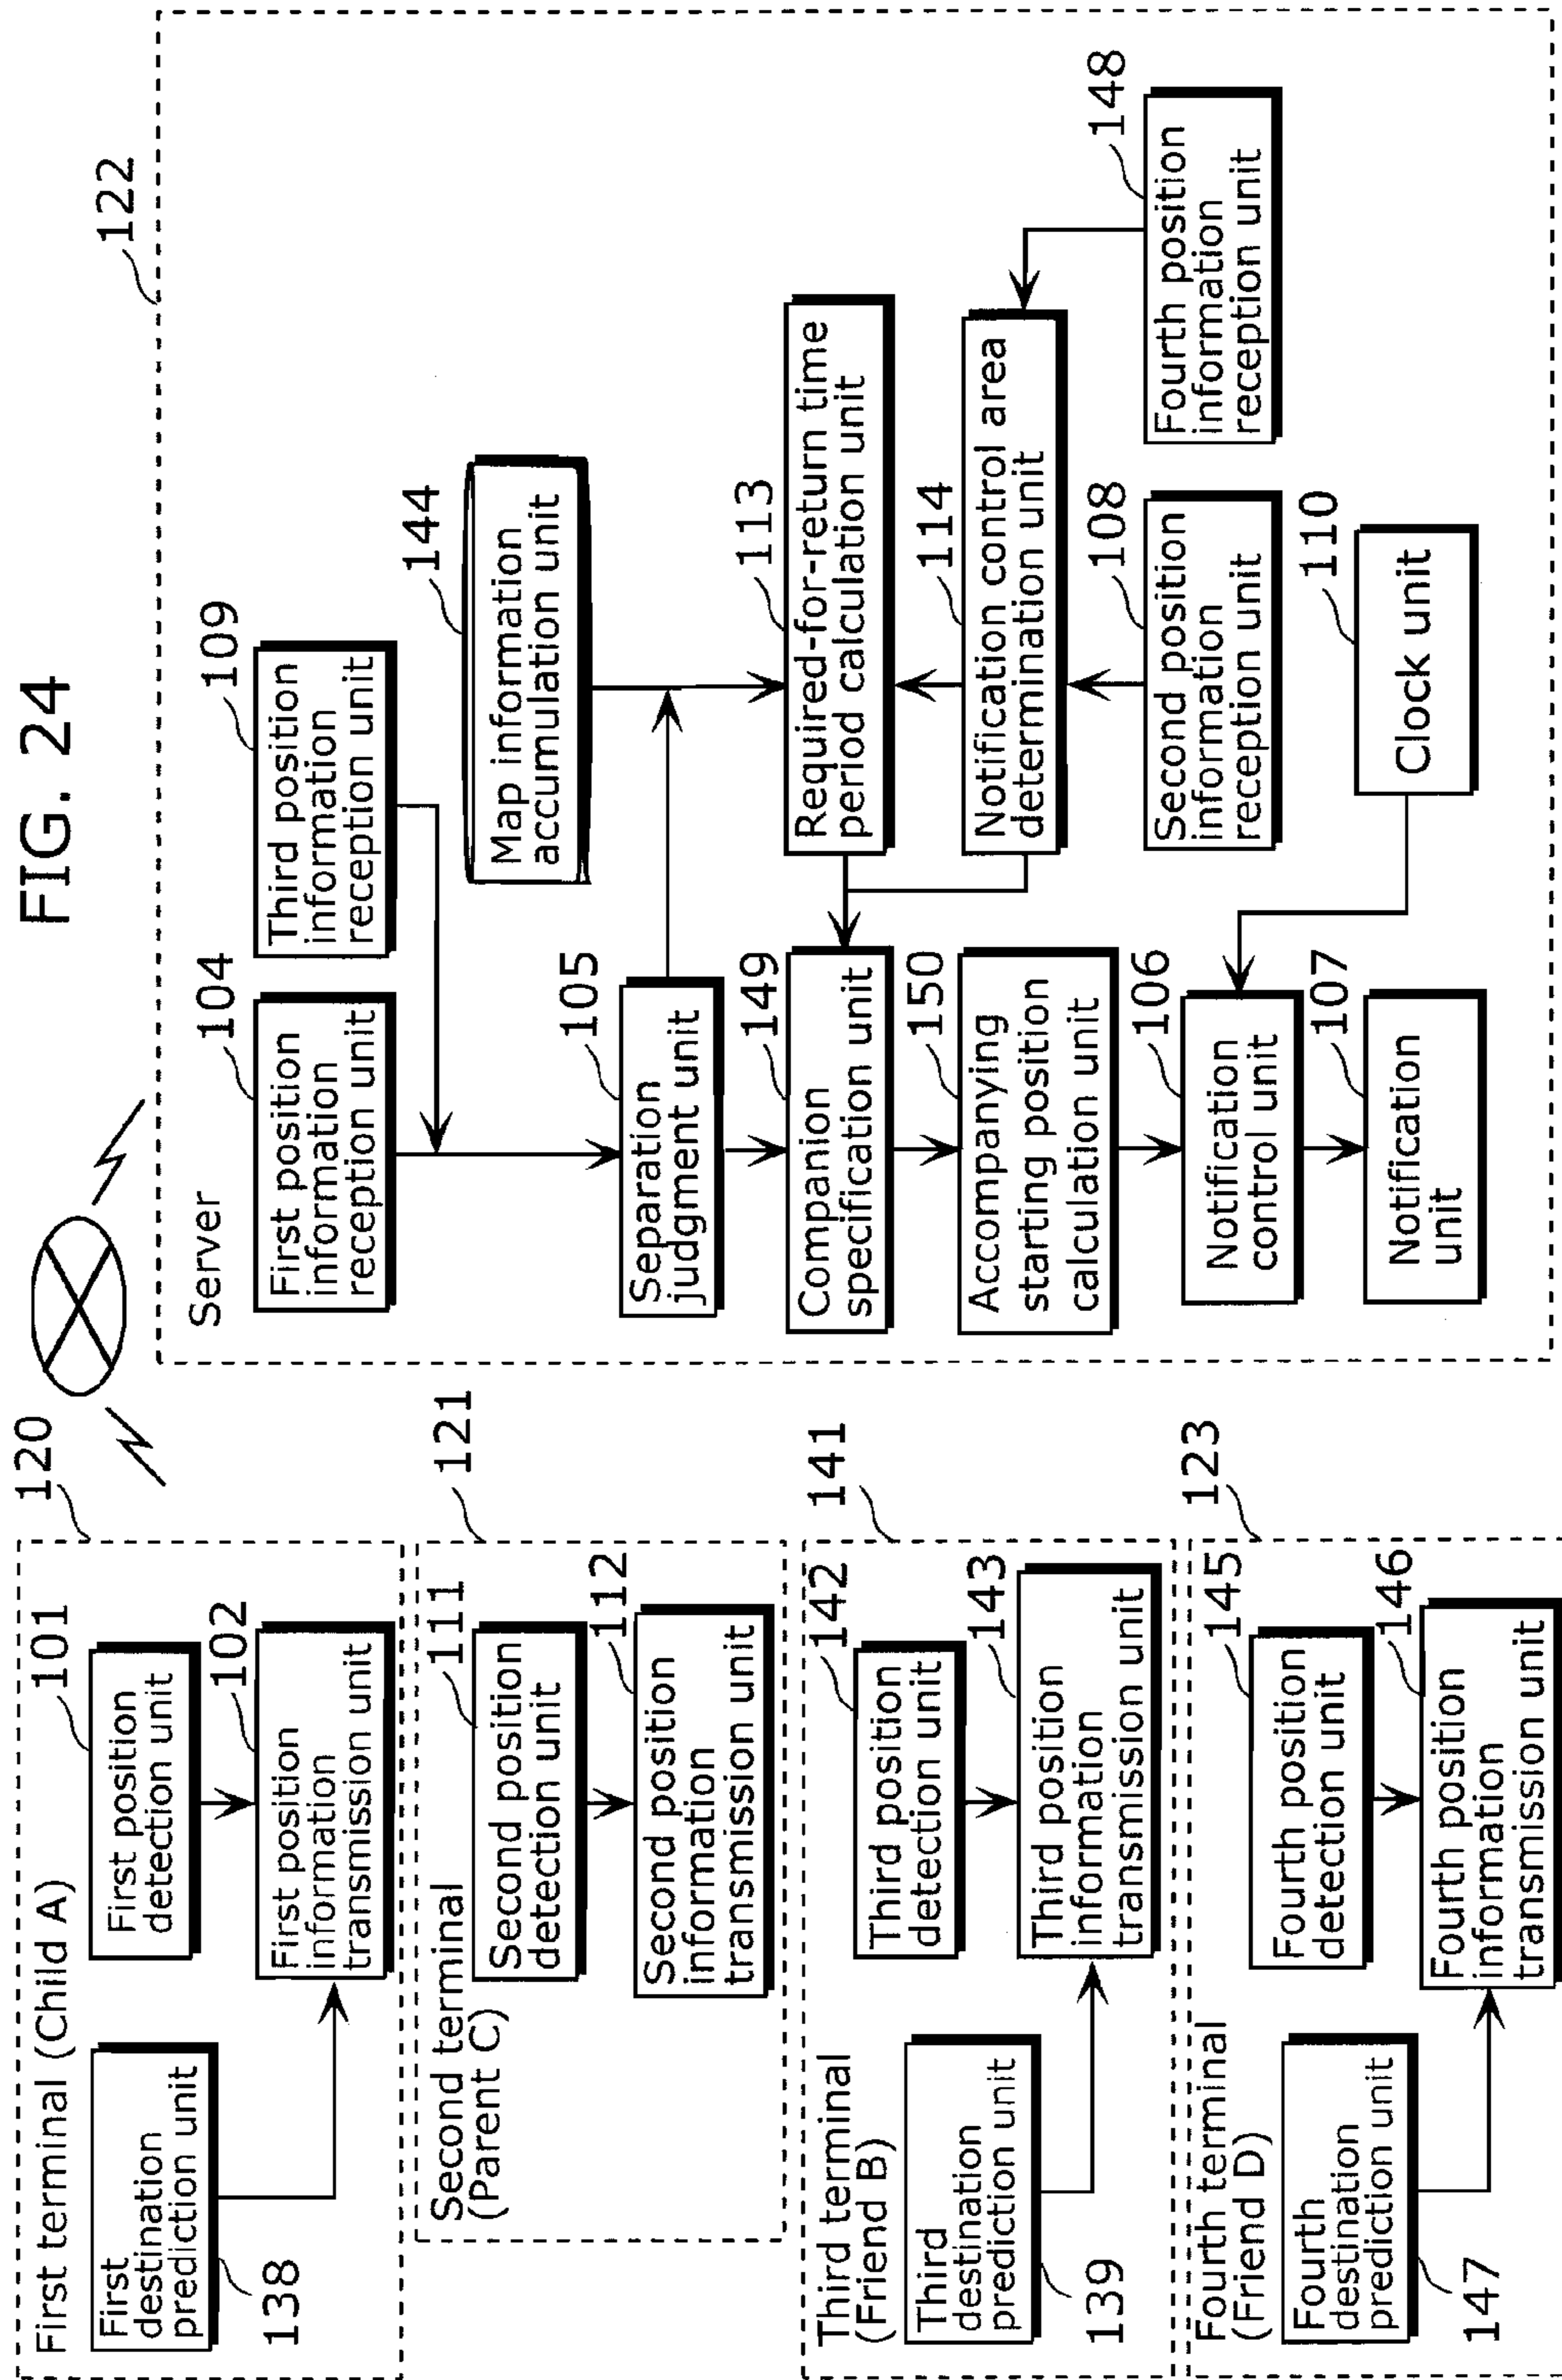 FIG. 24
120
First terminal (Child A)
101
First position
detection unit
102
First position
information
transmission unit
First
destination
prediction unit
138
121
Second terminal
(Parent C)
111
Second position
detection unit
112
Second position
information
transmission unit
141
Third terminal
(Friend B)
142
Third position
detection unit
143
Third position
information
transmission unit
Third
destination
prediction unit
139
123
Fourth terminal
(Friend D)
145
Fourth position
detection unit
146
Fourth position
information
transmission unit
Fourth
destination
prediction unit
147
122
Server
104
First position
information
reception unit
109
Third position
information
reception unit
144
Map information
accumulation unit
105
Separation
judgment unit
149
Companion
specification unit
113
Required-for-return time
period calculation unit
150
Accompanying
starting position
calculation unit
114
Notification control area
determination unit
148
Fourth position
information
reception unit
106
Notification
control unit
108
Second position
information
reception unit
107
Notification
unit
110
Clock unit